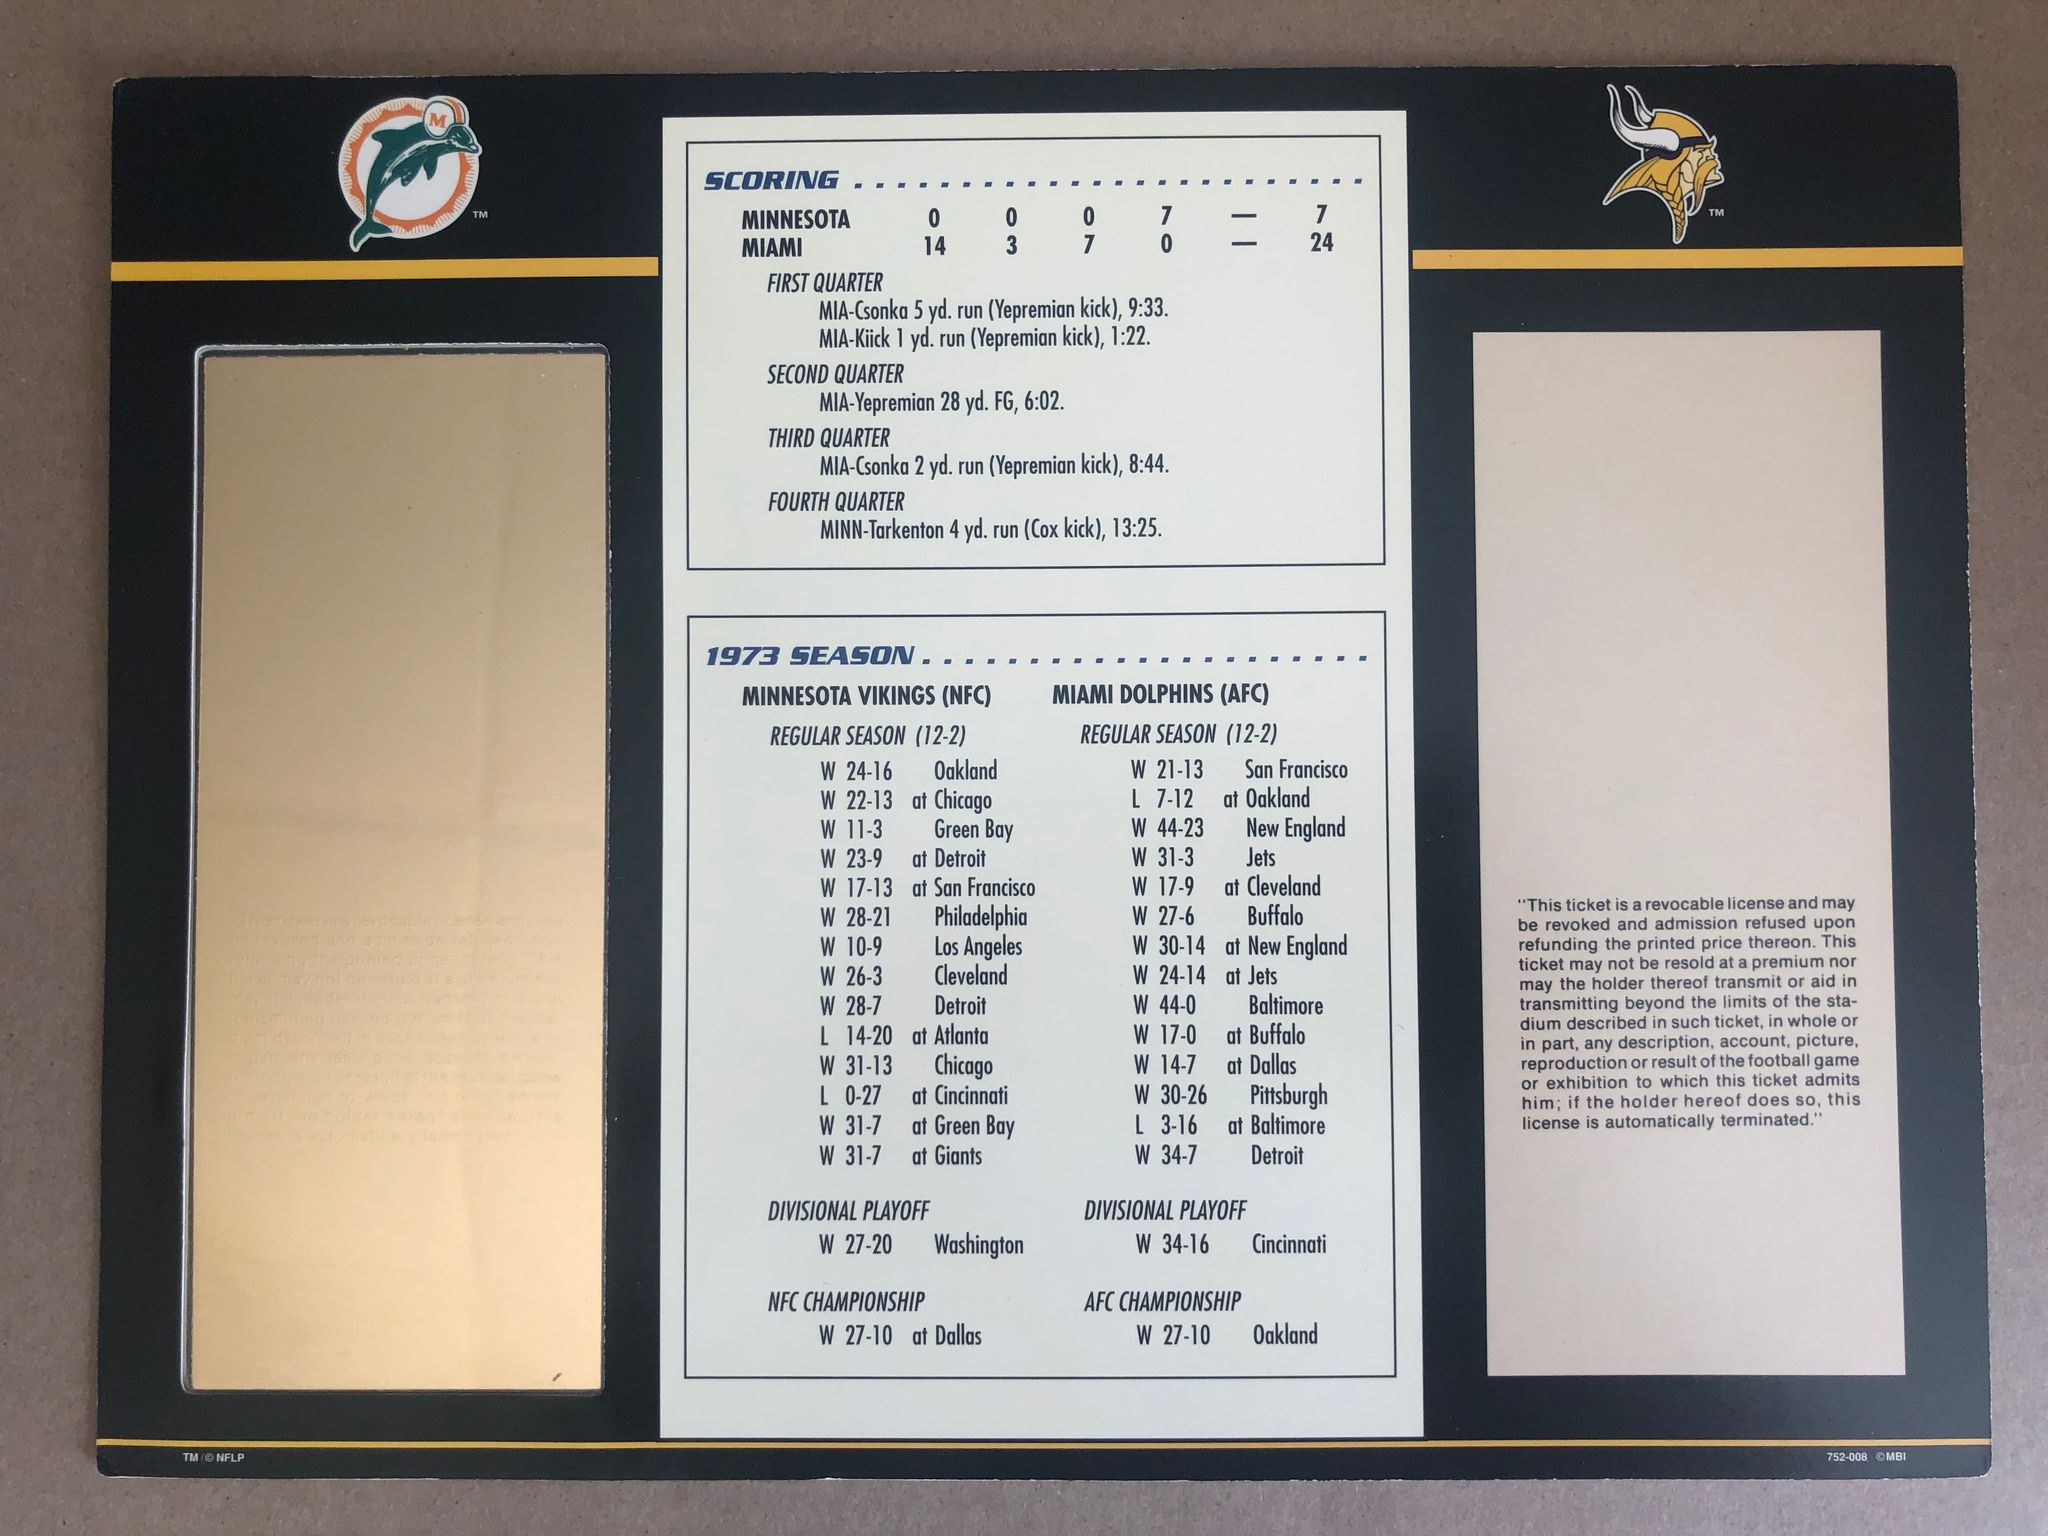 M
TM
TM
SCORING . . . . . . . . . . . . . . . . . . . . . . . .
MINNESOTA 0 0 0 7 — 7
MIAMI 14 3 7 0 — 24
FIRST QUARTER
MIA-Csonka 5 yd. run (Yepremian kick), 9:33.
MIA-Kiick 1 yd. run (Yepremian kick), 1:22.
SECOND QUARTER
MIA-Yepremian 28 yd. FG, 6:02.
THIRD QUARTER
MIA-Csonka 2 yd. run (Yepremian kick), 8:44.
FOURTH QUARTER
MINN-Tarkenton 4 yd. run (Cox kick), 13:25.
1973 SEASON . . . . . . . . . . . . . . . . . . . . .
MINNESOTA VIKINGS (NFC)
REGULAR SEASON (12-2)
W 24-16 Oakland
W 22-13 at Chicago
W 11-3 Green Bay
W 23-9 at Detroit
W 17-13 at San Francisco
W 28-21 Philadelphia
W 10-9 Los Angeles
W 26-3 Cleveland
W 28-7 Detroit
L 14-20 at Atlanta
W 31-13 Chicago
L 0-27 at Cincinnati
W 31-7 at Green Bay
W 31-7 at Giants
DIVISIONAL PLAYOFF
W 27-20 Washington
NFC CHAMPIONSHIP
W 27-10 at Dallas
MIAMI DOLPHINS (AFC)
REGULAR SEASON (12-2)
W 21-13 San Francisco
L 7-12 at Oakland
W 44-23 New England
W 31-3 Jets
W 17-9 at Cleveland
W 27-6 Buffalo
W 30-14 at New England
W 24-14 at Jets
W 44-0 Baltimore
W 17-0 at Buffalo
W 14-7 at Dallas
W 30-26 Pittsburgh
L 3-16 at Baltimore
W 34-7 Detroit
DIVISIONAL PLAYOFF
W 34-16 Cincinnati
AFC CHAMPIONSHIP
W 27-10 Oakland
"This ticket is a revocable license and may
be revoked and admission refused upon
refunding the printed price thereon. This
ticket may not be resold at a premium nor
may the holder thereof transmit or aid in
transmitting beyond the limits of the sta-
dium described in such ticket, in whole or
in part, any description, account, picture,
reproduction or result of the football game
or exhibition to which this ticket admits
him; if the holder hereof does so, this
license is automatically terminated."
TM / © NFLP
752-008 ©MBI